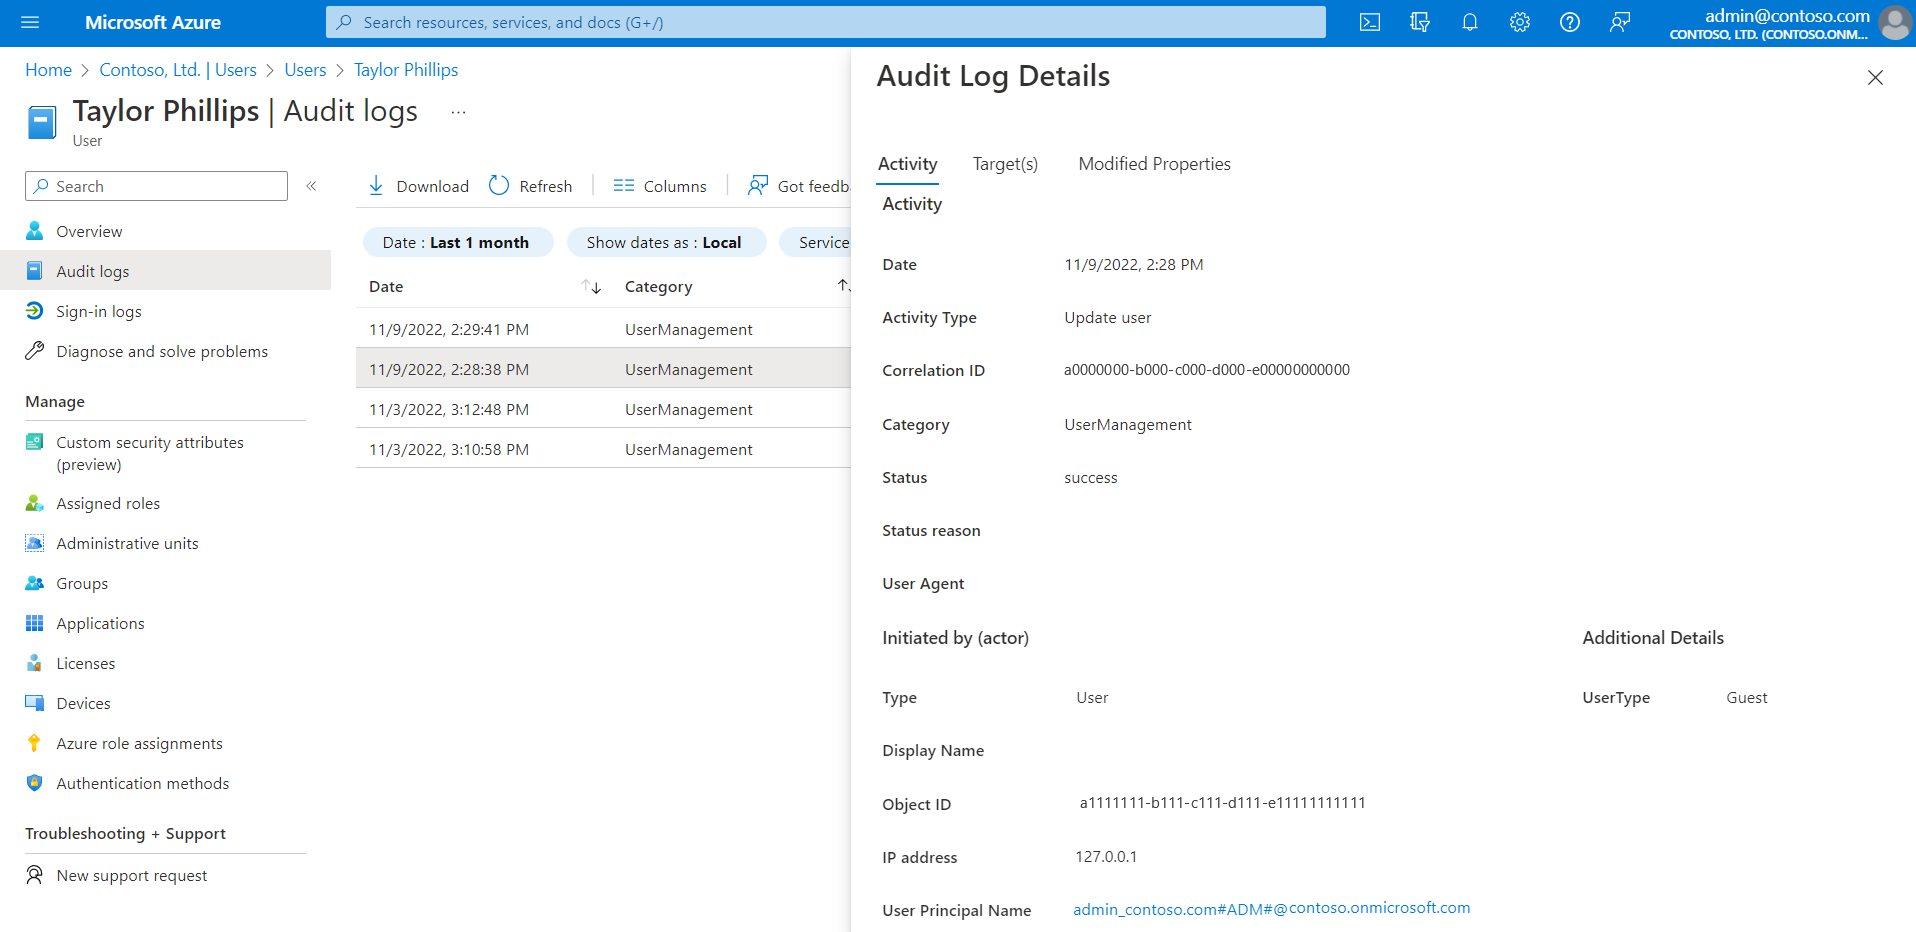 Microsoft Azure
Search resources, services, and docs (G+/)
admin@contoso.com
CONTOSO, LTD. (CONTOSO.ONM...
Home > Contoso, Ltd. | Users > Users > Taylor Phillips
Taylor Phillips | Audit logs ...
User
Search
Overview
Audit logs
Sign-in logs
Diagnose and solve problems
Manage
Custom security attributes
(preview)
Assigned roles
Administrative units
Groups
Applications
Licenses
Devices
Azure role assignments
Authentication methods
Troubleshooting + Support
New support request
Download Refresh Columns Got feedba
Date : Last 1 month Show dates as : Local Service
Date Category
11/9/2022, 2:29:41 PM UserManagement
11/9/2022, 2:28:38 PM UserManagement
11/3/2022, 3:12:48 PM UserManagement
11/3/2022, 3:10:58 PM UserManagement
Audit Log Details
Activity Target(s) Modified Properties
Activity
Date 11/9/2022, 2:28 PM
Activity Type Update user
Correlation ID a0000000-b000-c000-d000-e00000000000
Category UserManagement
Status success
Status reason
User Agent
Initiated by (actor) Additional Details
Type User UserType Guest
Display Name
Object ID a1111111-b111-c111-d111-e11111111111
IP address 127.0.0.1
User Principal Name admin_contoso.com#ADM#@contoso.onmicrosoft.com